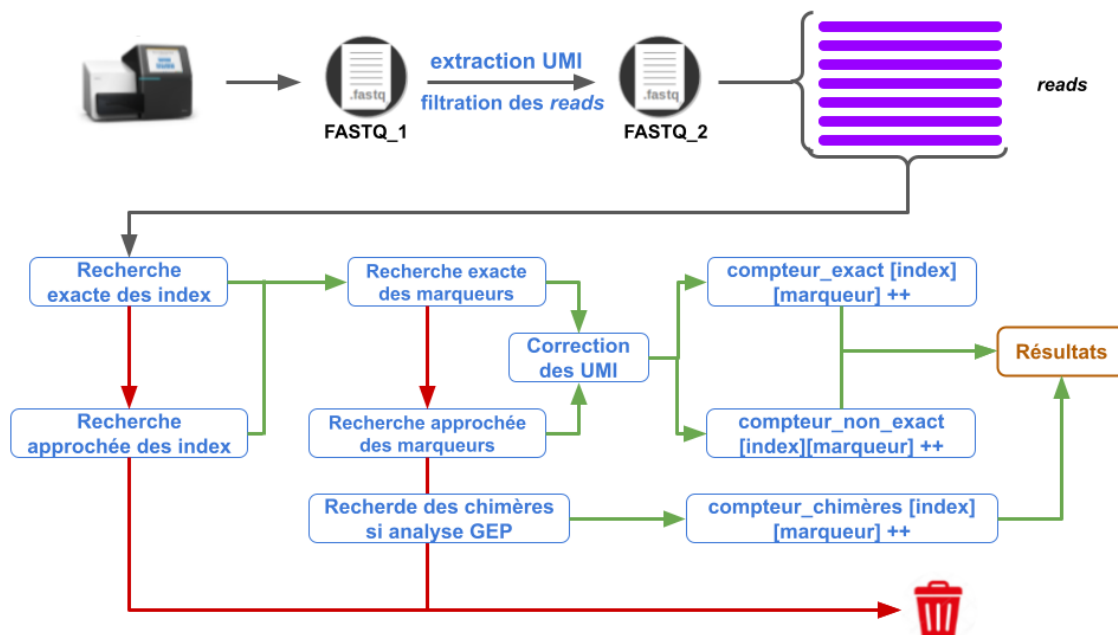 extraction UMI
filtration des reads
.fastq
.fastq
FASTQ_1
FASTQ_2
reads
Recherche
exacte des index
Recherche exacte
des marqueurs
compteur_exact [index]
[marqueur] ++
Correction
des UMI
Résultats
Recherche
approchée des index
Recherche approchée
des marqueurs
compteur_non_exact
[index][marqueur] ++
Recherde des chimères
si analyse GEP
compteur_chimères [index]
[marqueur] ++